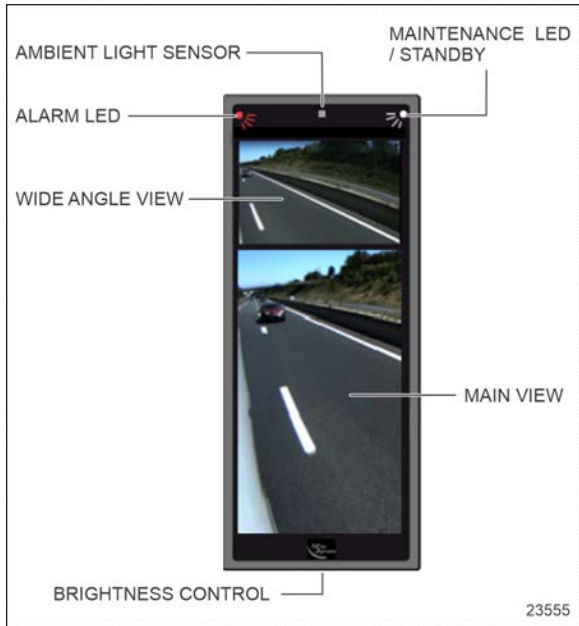 AMBIENT LIGHT SENSOR
MAINTENANCE LED
/ STANDBY
ALARM LED
WIDE ANGLE VIEW
MAIN VIEW
BRIGHTNESS CONTROL
23555